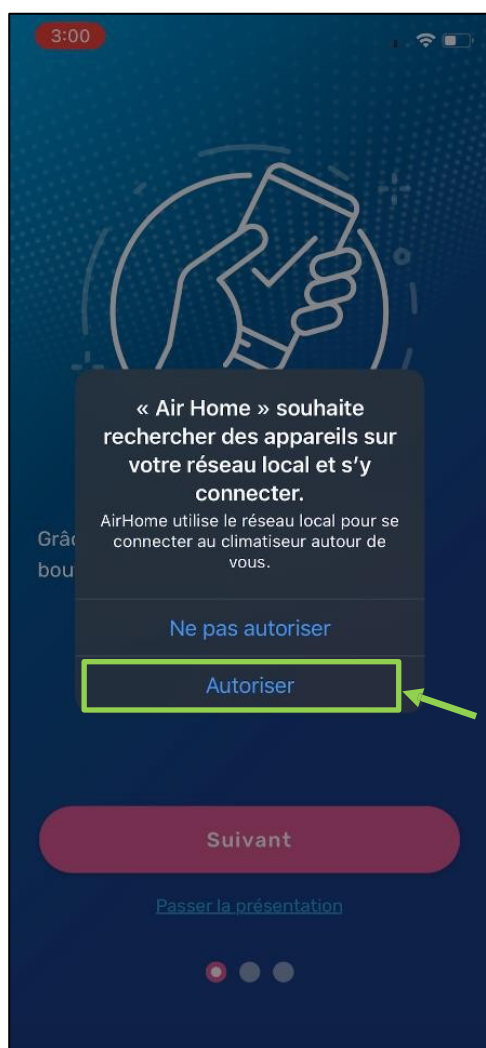 3:00
« Air Home » souhaite
rechercher des appareils sur
votre réseau local et s'y
connecter.
AirHome utilise le réseau local pour se
connecter au climatiseur autour de
vous.
Ne pas autoriser
Autoriser
Suivant
Passer la présentation